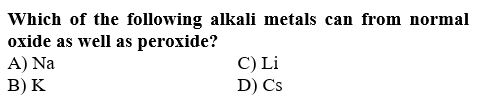 Which of the following alkali metals can from normal
oxide as well as peroxide?
A) Na C) Li
B) K D) Cs